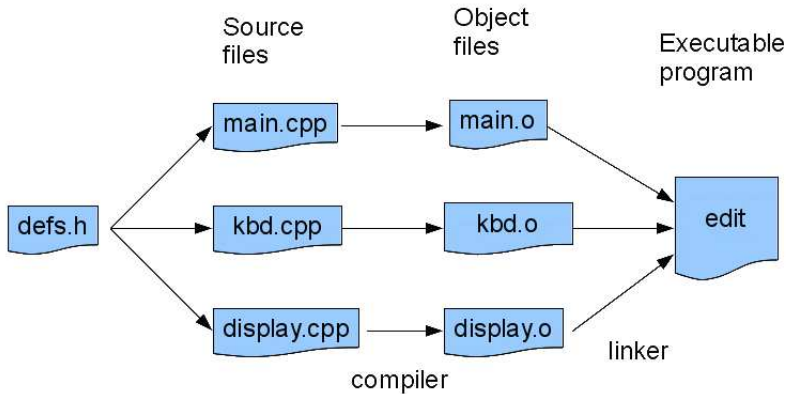 Source
files
Object
files
Executable
program
main.cpp
main.o
defs.h
kbd.cpp
kbd.o
edit
display.cpp
display.o
linker
compiler